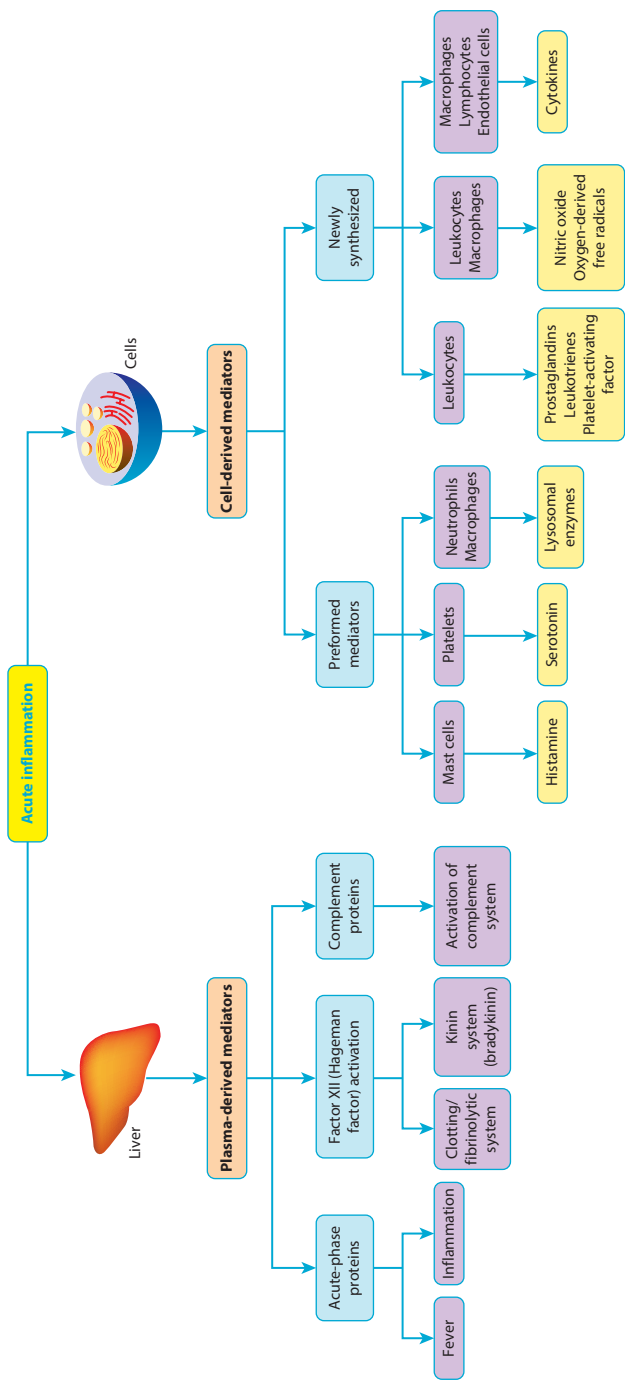 Acute inflammation
Liver
Cells
Plasma-derived mediators
Cell-derived mediators
Acute-phase
proteins
Factor XII (Hageman
factor) activation
Complement
proteins
Preformed
mediators
Newly
synthesized
Fever
Inflammation
Clotting/
fibrinolytic
system
Kinin
system
(bradykinin)
Activation of
complement
system
Mast cells
Platelets
Neutrophils
Macrophages
Leukocytes
Leukocytes
Macrophages
Macrophages
Lymphocytes
Endothelial cells
Histamine
Serotonin
Lysosomal
enzymes
Prostaglandins
Leukotrienes
Platelet-activating
factor
Nitric oxide
Oxygen-derived
free radicals
Cytokines